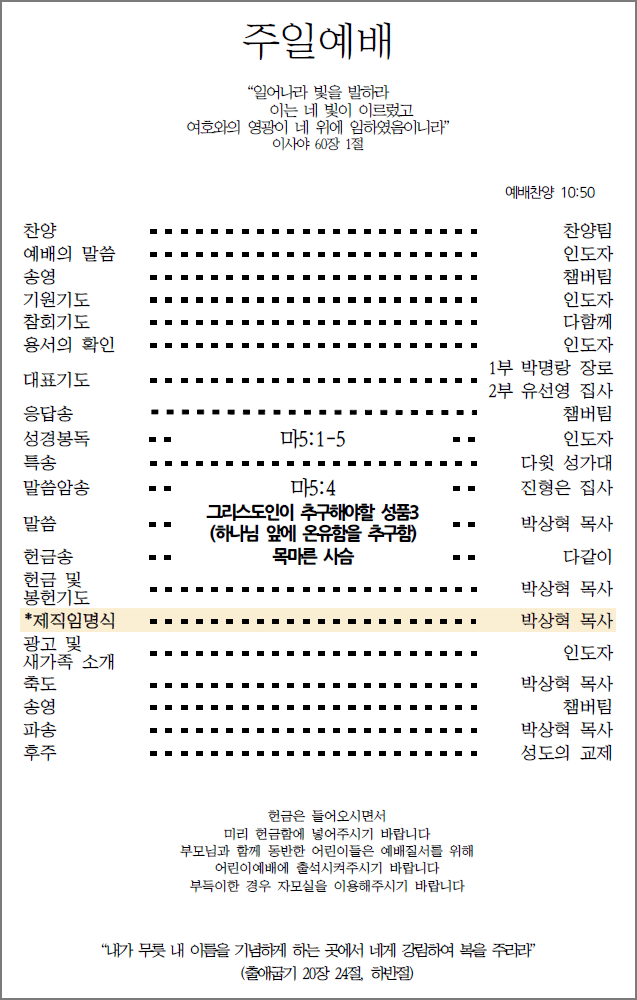 주일예배
“일어나라 빛을 발하라
이는 네 빛이 이르렀고
여호와의 영광이 네 위에 임하였음이니라”
이사야 60장 1절
예배찬양 10:50
찬양 찬양팀
예배의 말씀 인도자
송영 챔버팀
기원기도 인도자
참회기도 다함께
용서의 확인 인도자
대표기도 1부 박명랑 장로
2부 유선영 집사
응답송 챔버팀
성경봉독 마5:1-5 인도자
특송 다윗 성가대
말씀암송 마5:4 진형은 집사
말씀 그리스도인이 추구해야할 성품3 박상혁 목사
(하나님 앞에 온유함을 추구함)
헌금송 목마른 사슴 다같이
헌금 및
봉헌기도 박상혁 목사
*제직임명식 박상혁 목사
광고 및
새가족 소개 인도자
축도 박상혁 목사
송영 챔버팀
파송 박상혁 목사
후주 성도의 교제
헌금은 들어오시면서
미리 헌금함에 넣어주시기 바랍니다
부모님과 함께 동반한 어린이들은 예배질서를 위해
어린이예배에 출석시켜주시기 바랍니다
부득이한 경우 자모실을 이용해주시기 바랍니다
“내가 무릇 내 이름을 기념하게 하는 곳에서 네게 강림하여 복을 주리라”
(출애굽기 20장 24절, 하반절)